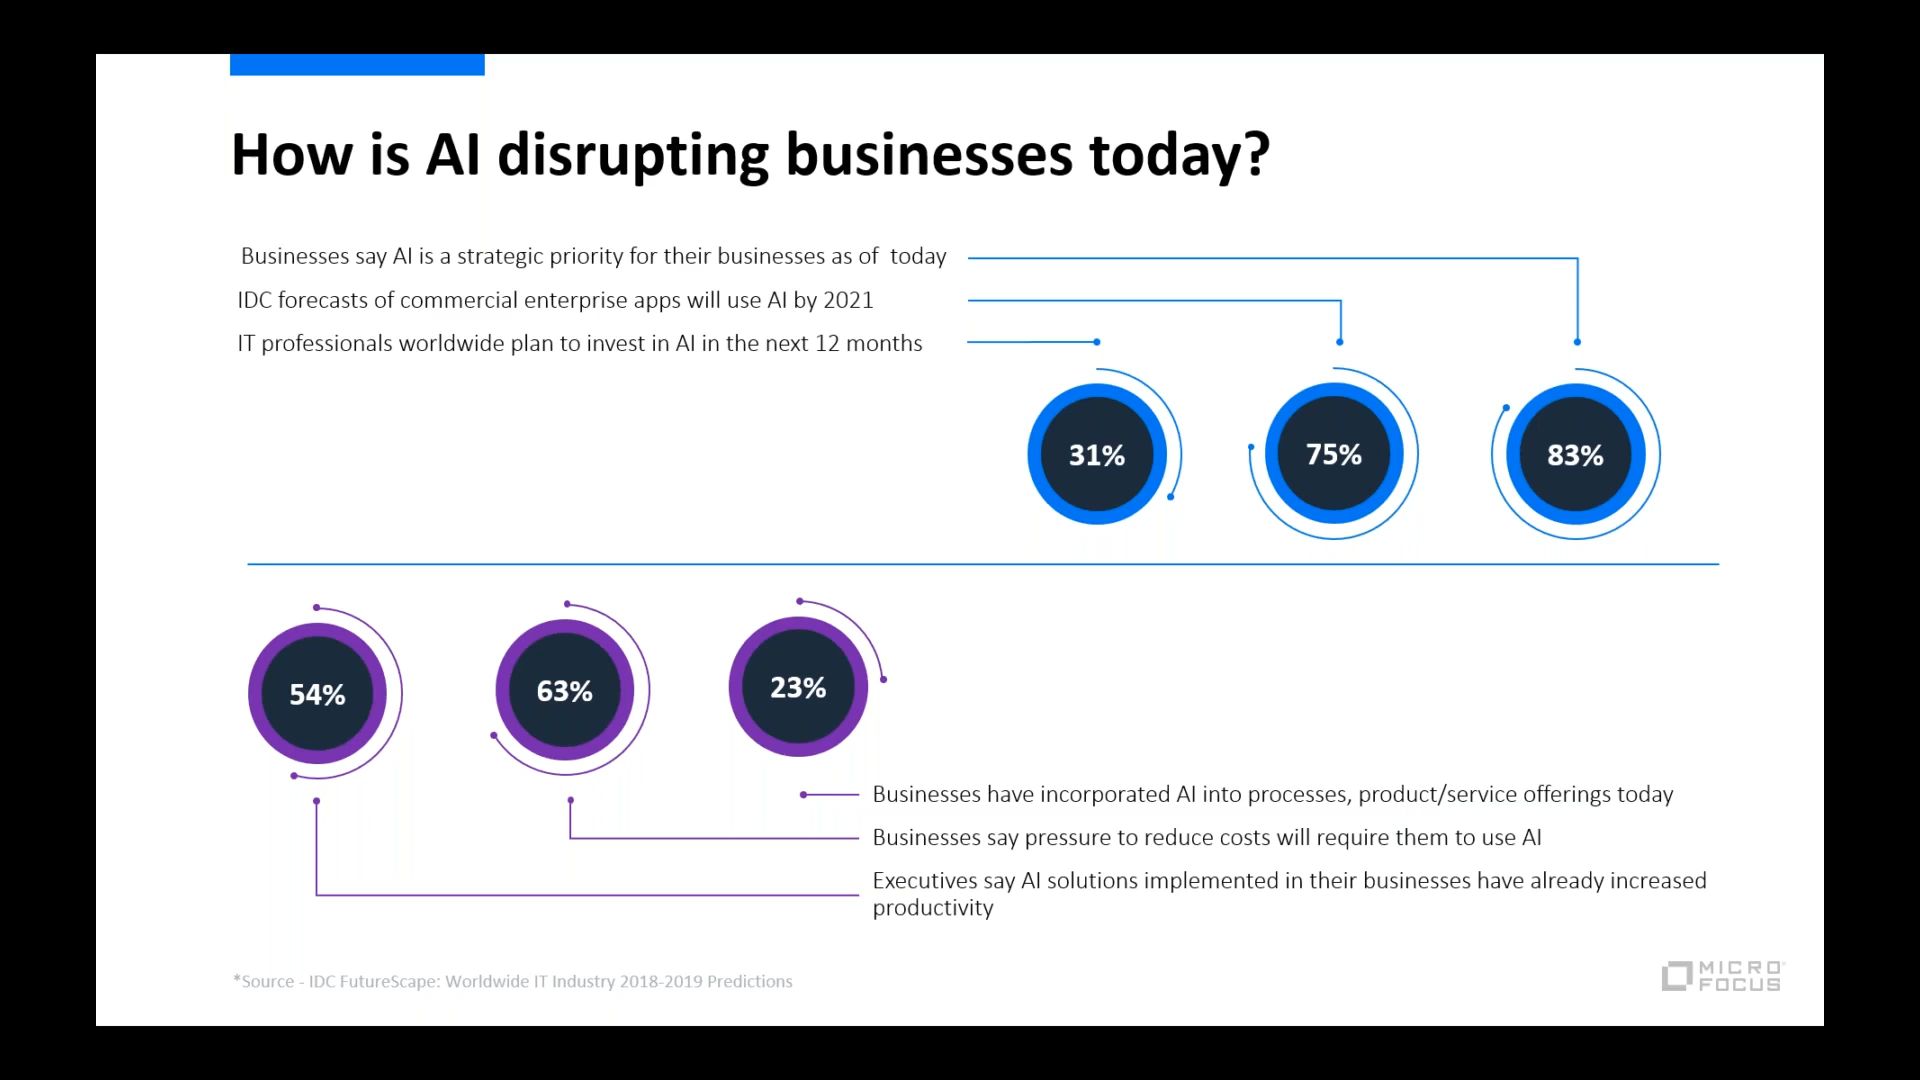 How is AI disrupting businesses today?
Businesses say AI is a strategic priority for their businesses as of  today
IDC forecasts of commercial enterprise apps will use AI by 2021
IT professionals worldwide plan to invest in AI in the next 12 months
31%
75%
83%
54%
63%
23%
Businesses have incorporated AI into processes, product/service offerings today
Businesses say pressure to reduce costs will require them to use AI
Executives say AI solutions implemented in their businesses have already increased
productivity
*Source - IDC FutureScape: Worldwide IT Industry 2018-2019 Predictions
MICRO
FOCUS